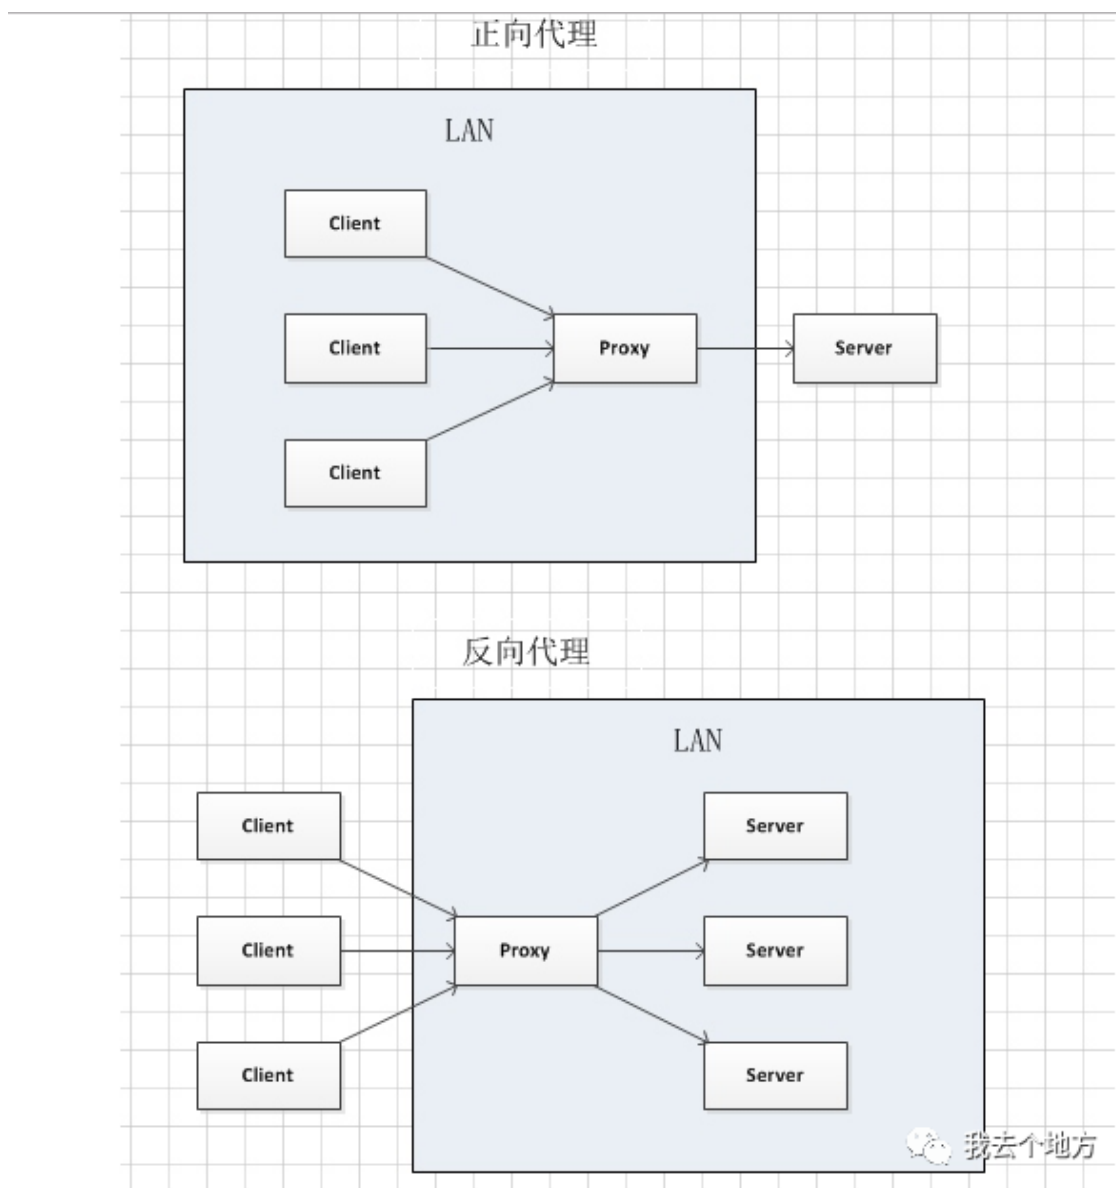 正向代理
LAN
Client
Client
Proxy
Server
Client
反向代理
LAN
Client
Server
Client
Proxy
Server
Client
Server
我去个地方